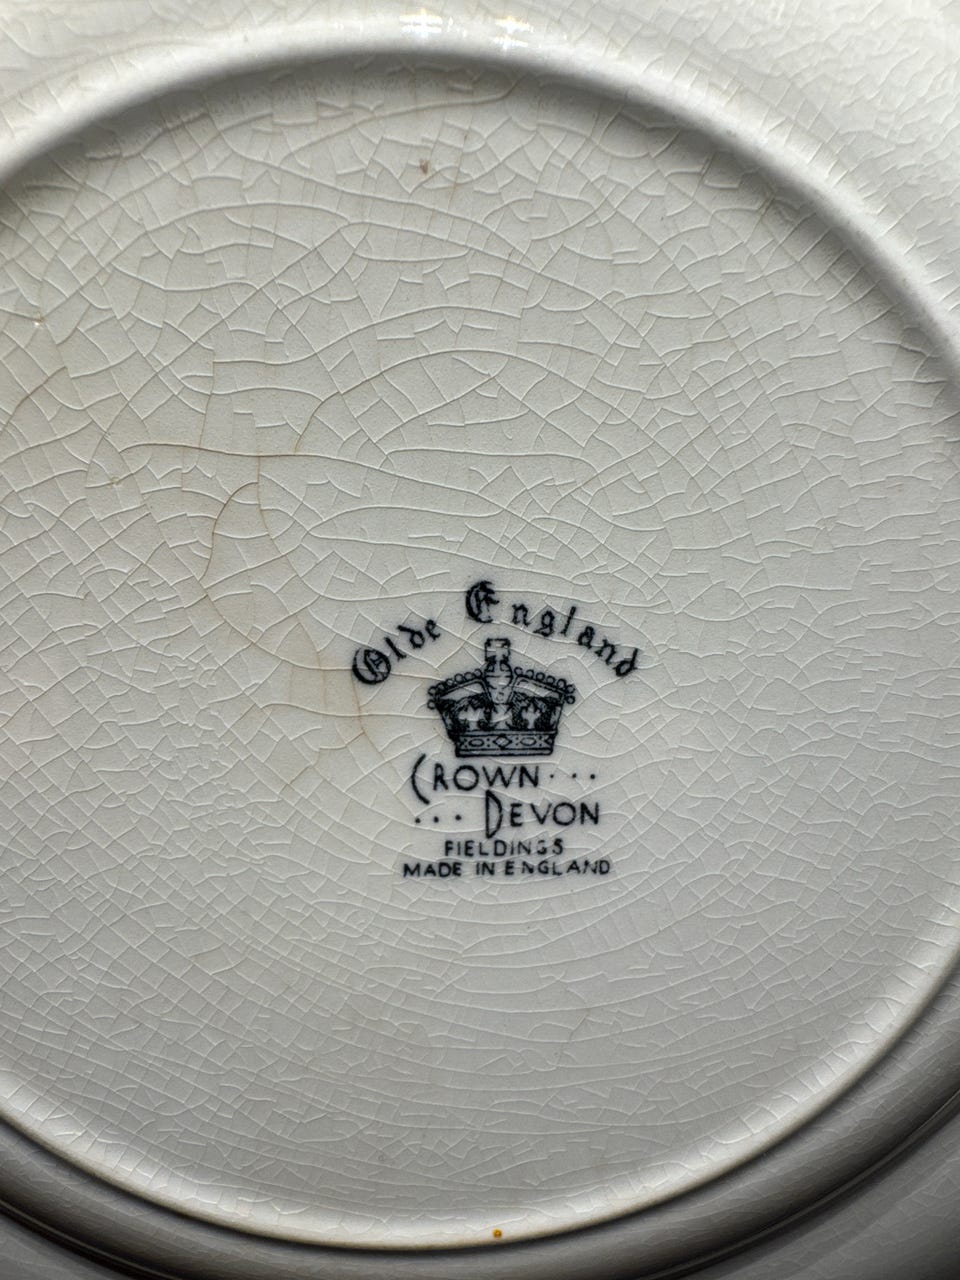 Olde England
CROWN...
...DEVON
FIELDINGS
MADE IN ENGLAND